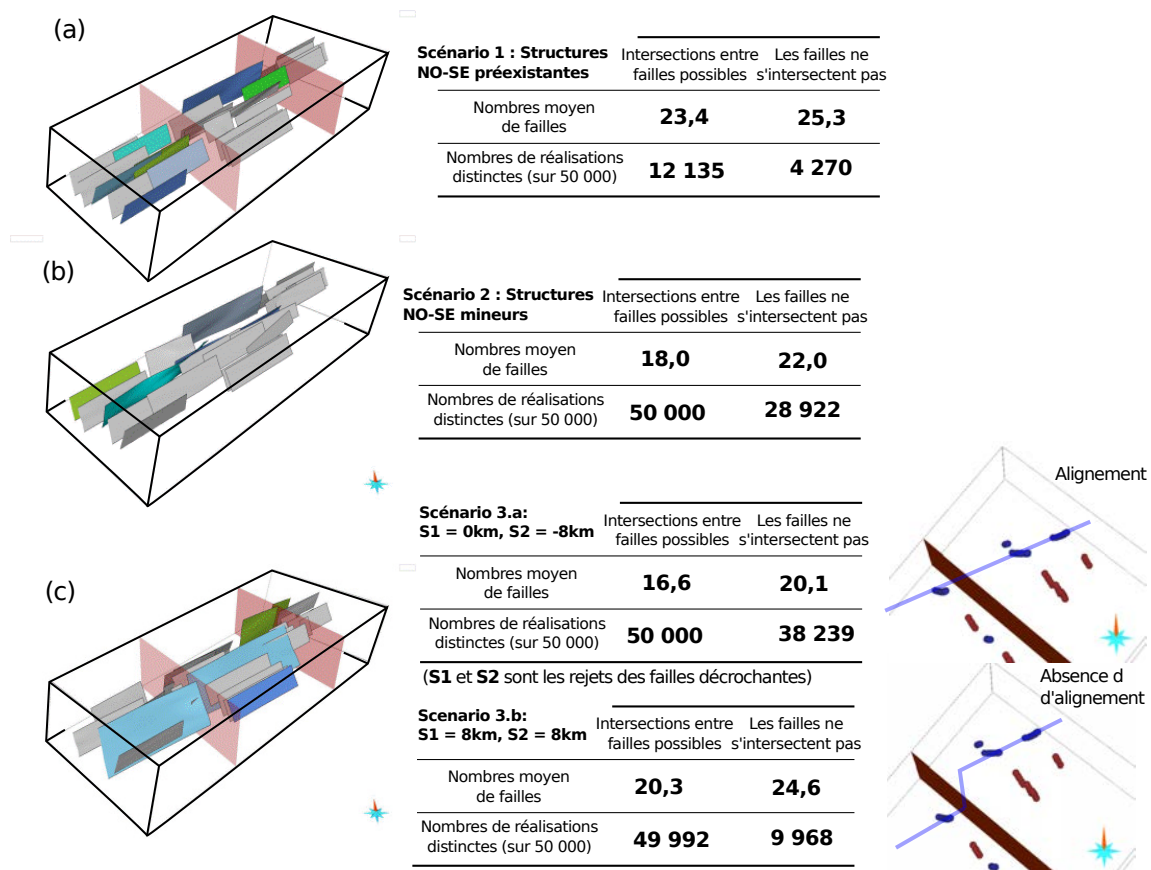 (a)
Scénario 1 : Structures
NO-SE préexistantes
Intersections entre
failles possibles
Les failles ne
s'intersectent pas
Nombres moyen
de failles
23,4
25,3
Nombres de réalisations
distinctes (sur 50 000)
12 135
4 270
(b)
Scénario 2 : Structures
NO-SE mineurs
Intersections entre
failles possibles
Les failles ne
s'intersectent pas
Nombres moyen
de failles
18,0
22,0
Nombres de réalisations
distinctes (sur 50 000)
50 000
28 922
(c)
Scénario 3.a:
S1 = 0km, S2 = -8km
Intersections entre
failles possibles
Les failles ne
s'intersectent pas
Nombres moyen
de failles
16,6
20,1
Nombres de réalisations
distinctes (sur 50 000)
50 000
38 239
(S1 et S2 sont les rejets des failles décrochantes)
Scenario 3.b:
S1 = 8km, S2 = 8km
Intersections entre
failles possibles
Les failles ne
s'intersectent pas
Nombres moyen
de failles
20,3
24,6
Nombres de réalisations
distinctes (sur 50 000)
49 992
9 968
Alignement
Absence d
d'alignement